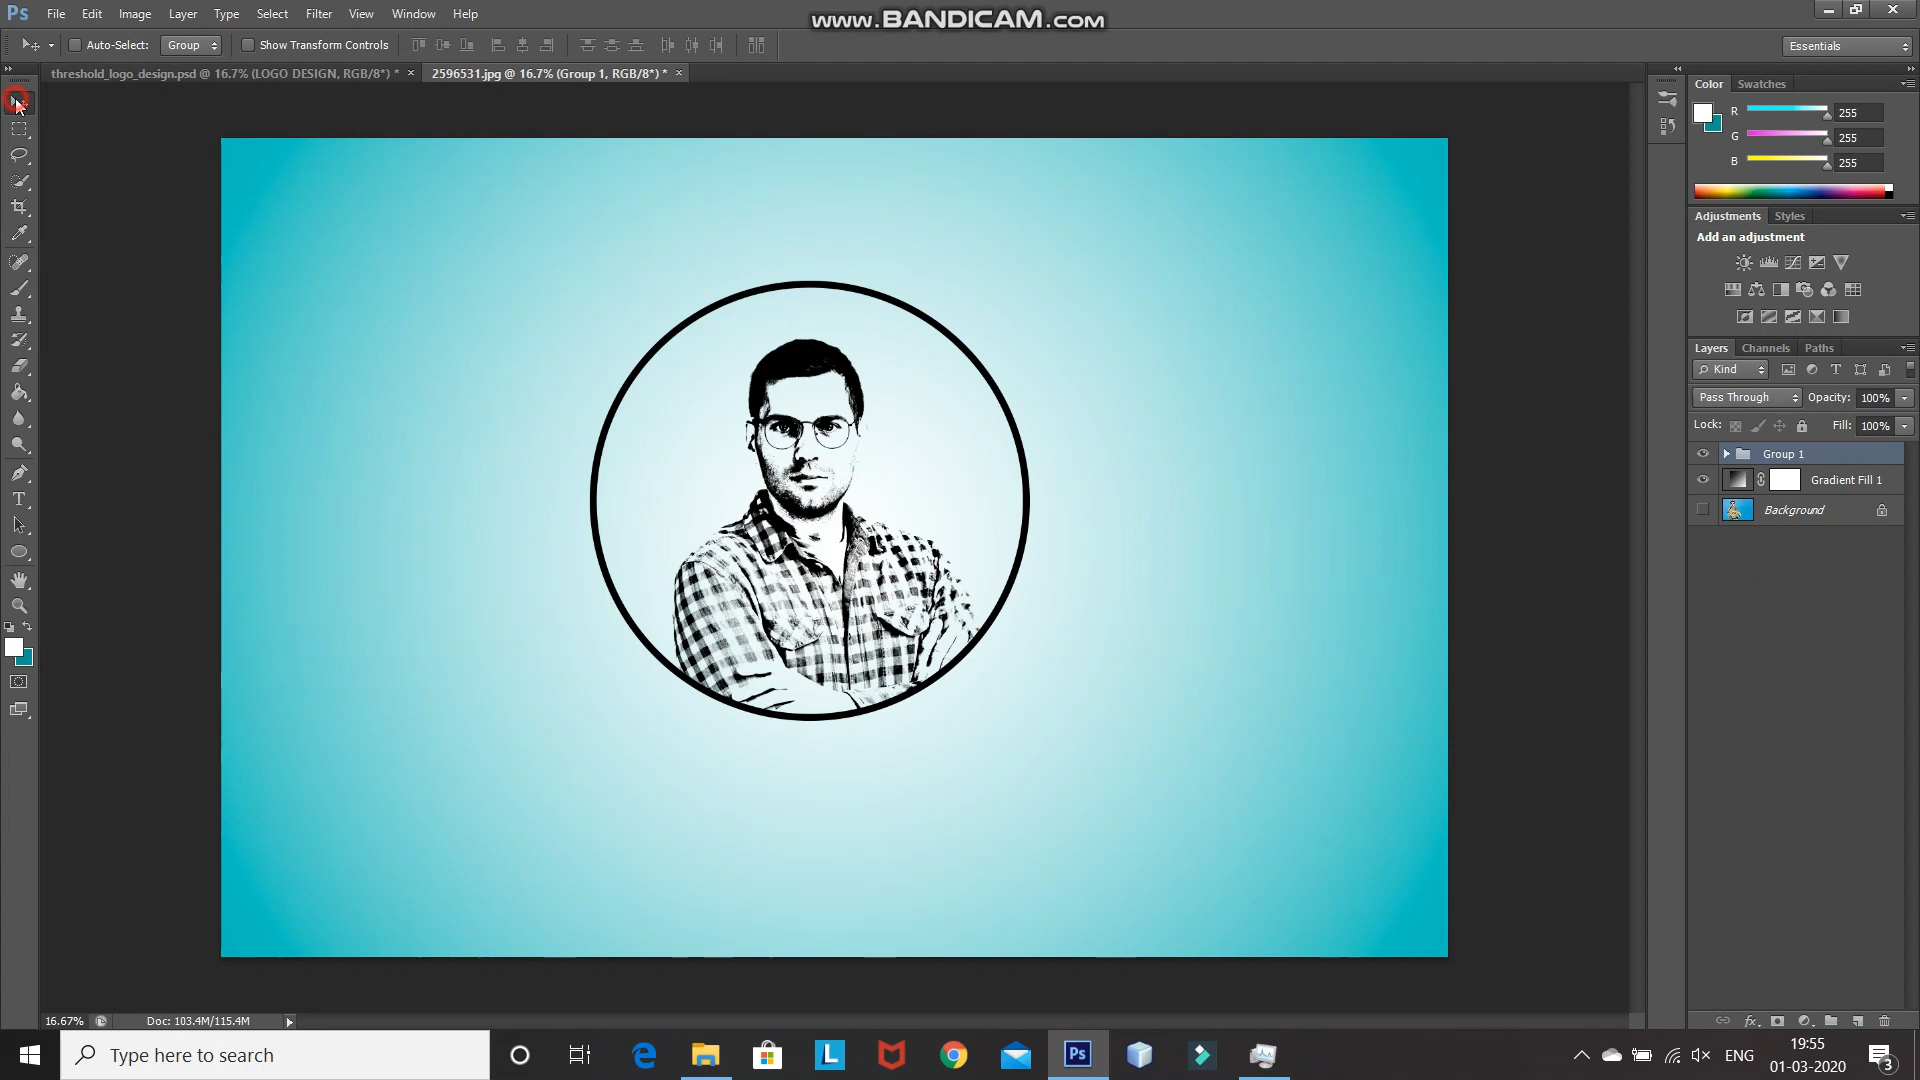 www.BANDICAM.com
Ps File Edit Image Layer Type Select Filter View Window Help
Auto-Select: Group Show Transform Controls Essentials
threshold_logo_design.psd @ 16.7% (LOGO DESIGN, RGB/8*) * × 2596531.jpg @ 16.7% (Group 1, RGB/8*) * ×
Color Swatches
R 255
G 255
B 255
Adjustments Styles
Add an adjustment
Layers Channels Paths
Kind
Pass Through Opacity: 100%
Lock: Fill: 100%
Group 1
Gradient Fill 1
Background
T
16.67% Doc: 103.4M/115.4M
fx
Type here to search
L
Ps
ENG
19:55
01-03-2020
3